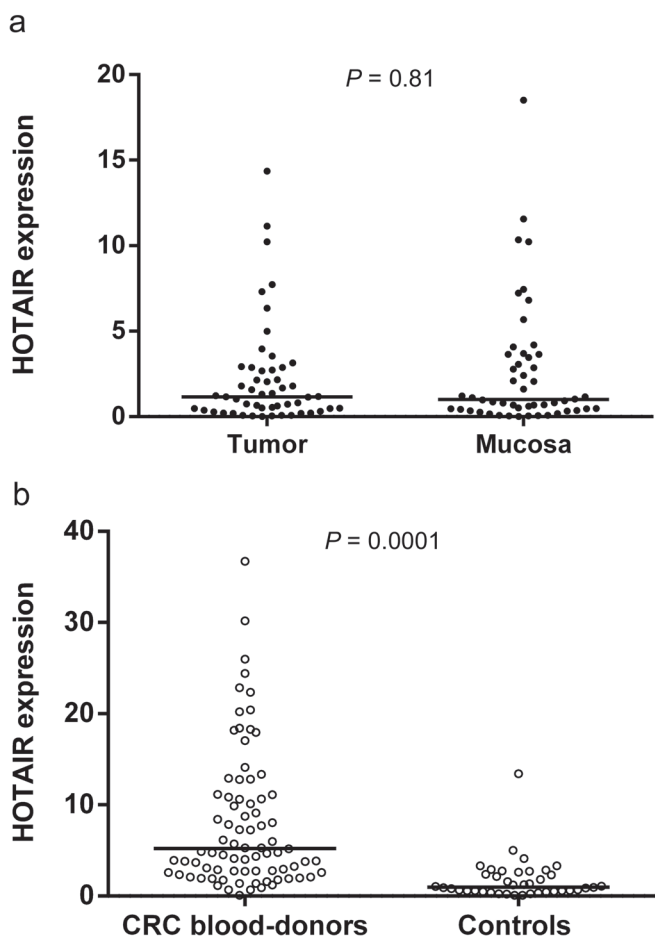 a
P = 0.81
HOTAIR expression
20
15
10
5
0
Tumor Mucosa
b
P = 0.0001
HOTAIR expression
40
30
20
10
0
CRC blood-donors Controls